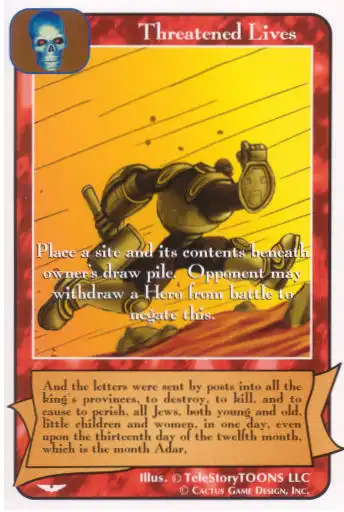 Threatened Lives
Place a site and its contents beneath
owner's draw pile. Opponent may
withdraw a Hero from battle to
negate this.
And the letters were sent by posts into all the
king's provinces, to destroy, to kill, and to
cause to perish, all Jews, both young and old,
little children and women, in one day, even
upon the thirteenth day of the twelfth month,
which is the month Adar,
Illus. © TeleStoryTOONS LLC
© Cactus Game Design, Inc.